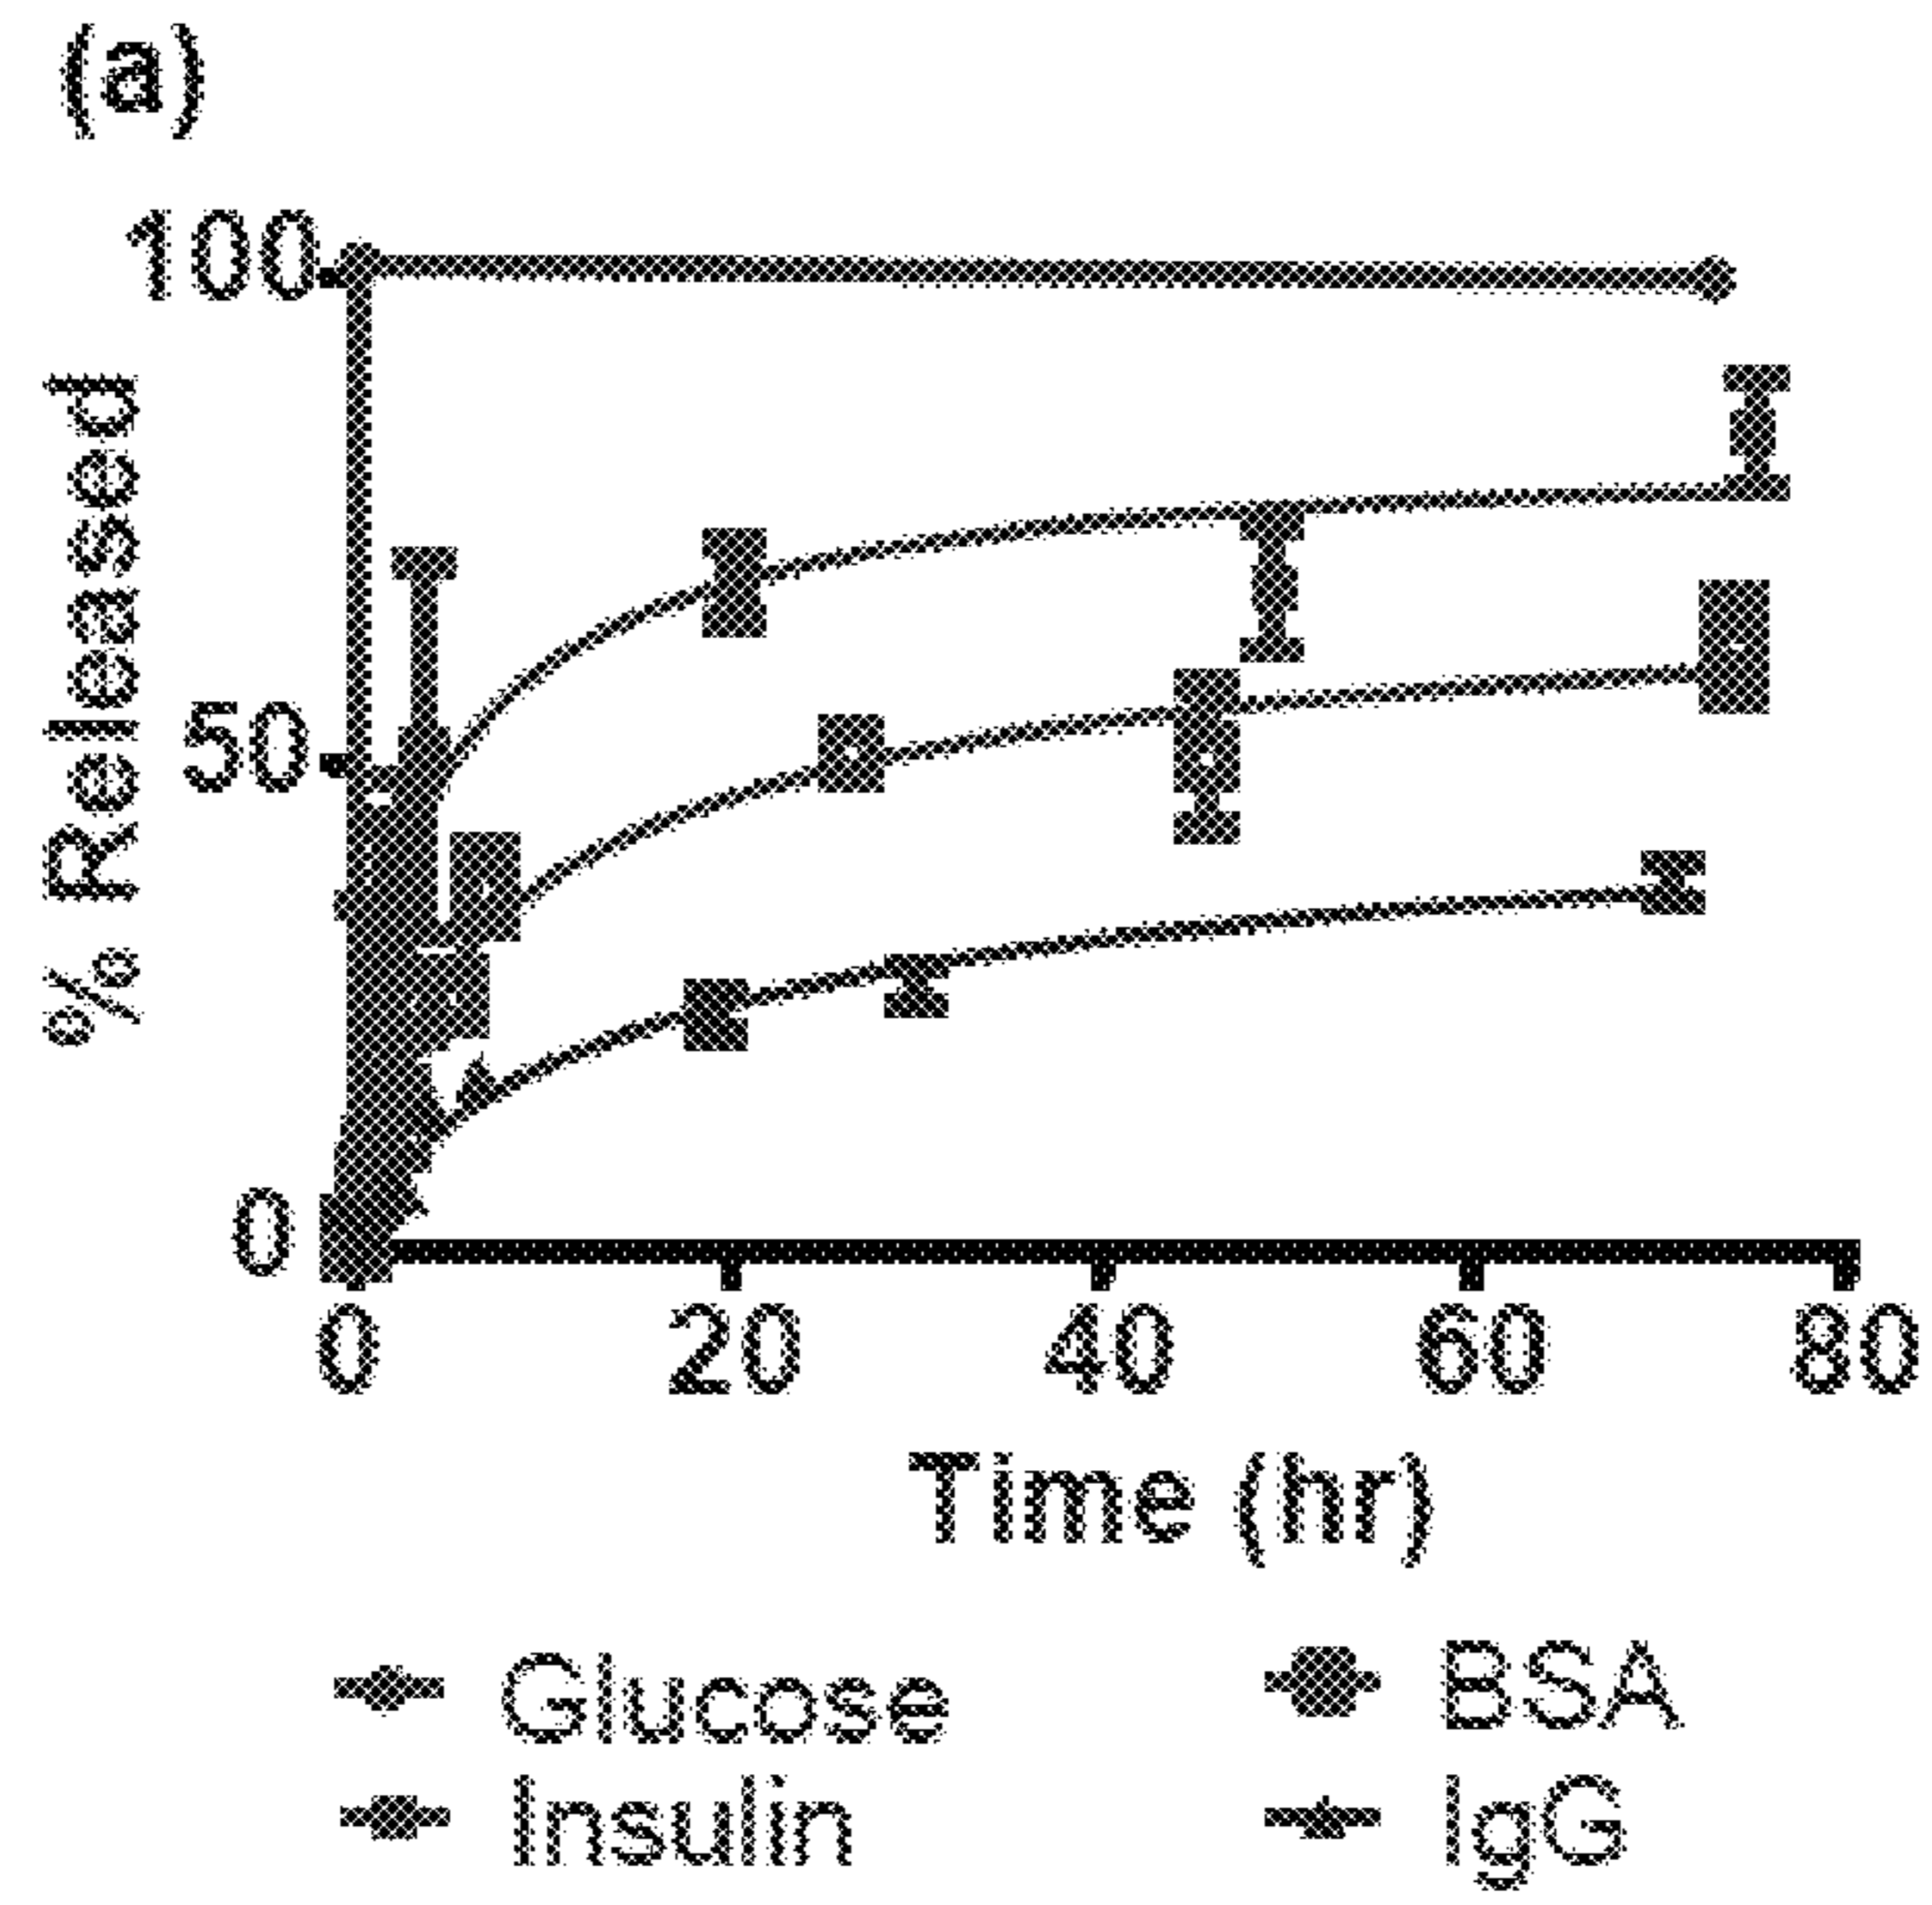 (a)
100
50
0
% Released
0 20 40 60 80
Time (hr)
Glucose BSA
Insulin IgG